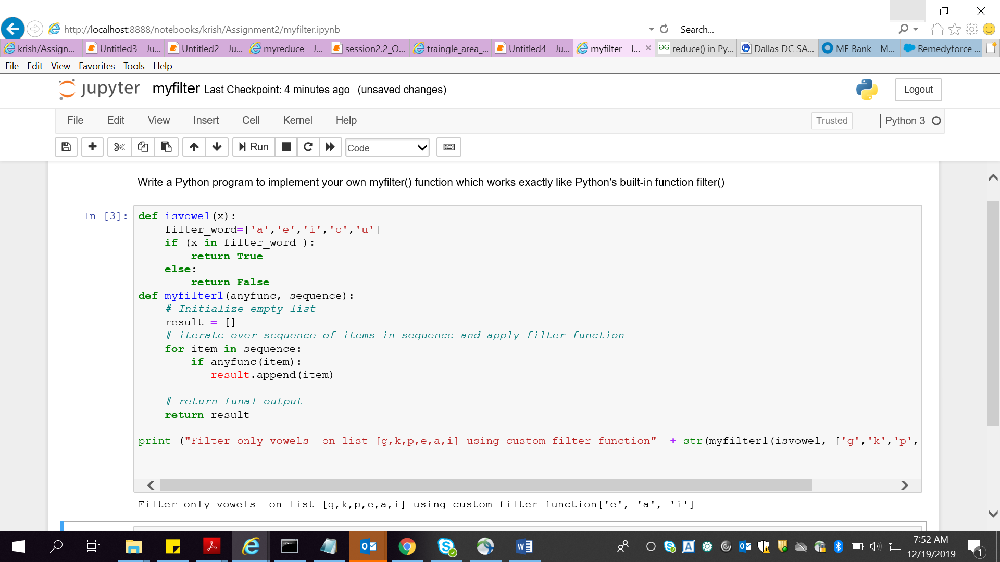 http://localhost:8888/notebooks/krish/Assignment2/myfilter.ipynb
Search...
krish/Assign... Untitled3 - Ju... Untitled2 - Ju... myreduce - J... session2.2_O... traingle_area_... Untitled4 - Ju... myfilter - J... reduce() in Py... Dallas DC SA... ME Bank - M... Remedyforce ...
File Edit View Favorites Tools Help
jupyter myfilter Last Checkpoint: 4 minutes ago (unsaved changes) Logout
File Edit View Insert Cell Kernel Help Trusted Python 3
Run Code
Write a Python program to implement your own myfilter() function which works exactly like Python's built-in function filter()
In [3]: def isvowel(x):
    filter_word=['a','e','i','o','u']
    if (x in filter_word ):
        return True
    else:
        return False
def myfilter1(anyfunc, sequence):
    # Initialize empty list
    result = []
    # iterate over sequence of items in sequence and apply filter function
    for item in sequence:
        if anyfunc(item):
           result.append(item)
    # return funal output
    return result
print ("Filter only vowels  on list [g,k,p,e,a,i] using custom filter function"  + str(myfilter1(isvowel, ['g','k','p',
Filter only vowels  on list [g,k,p,e,a,i] using custom filter function['e', 'a', 'i']
7:52 AM
12/19/2019
1